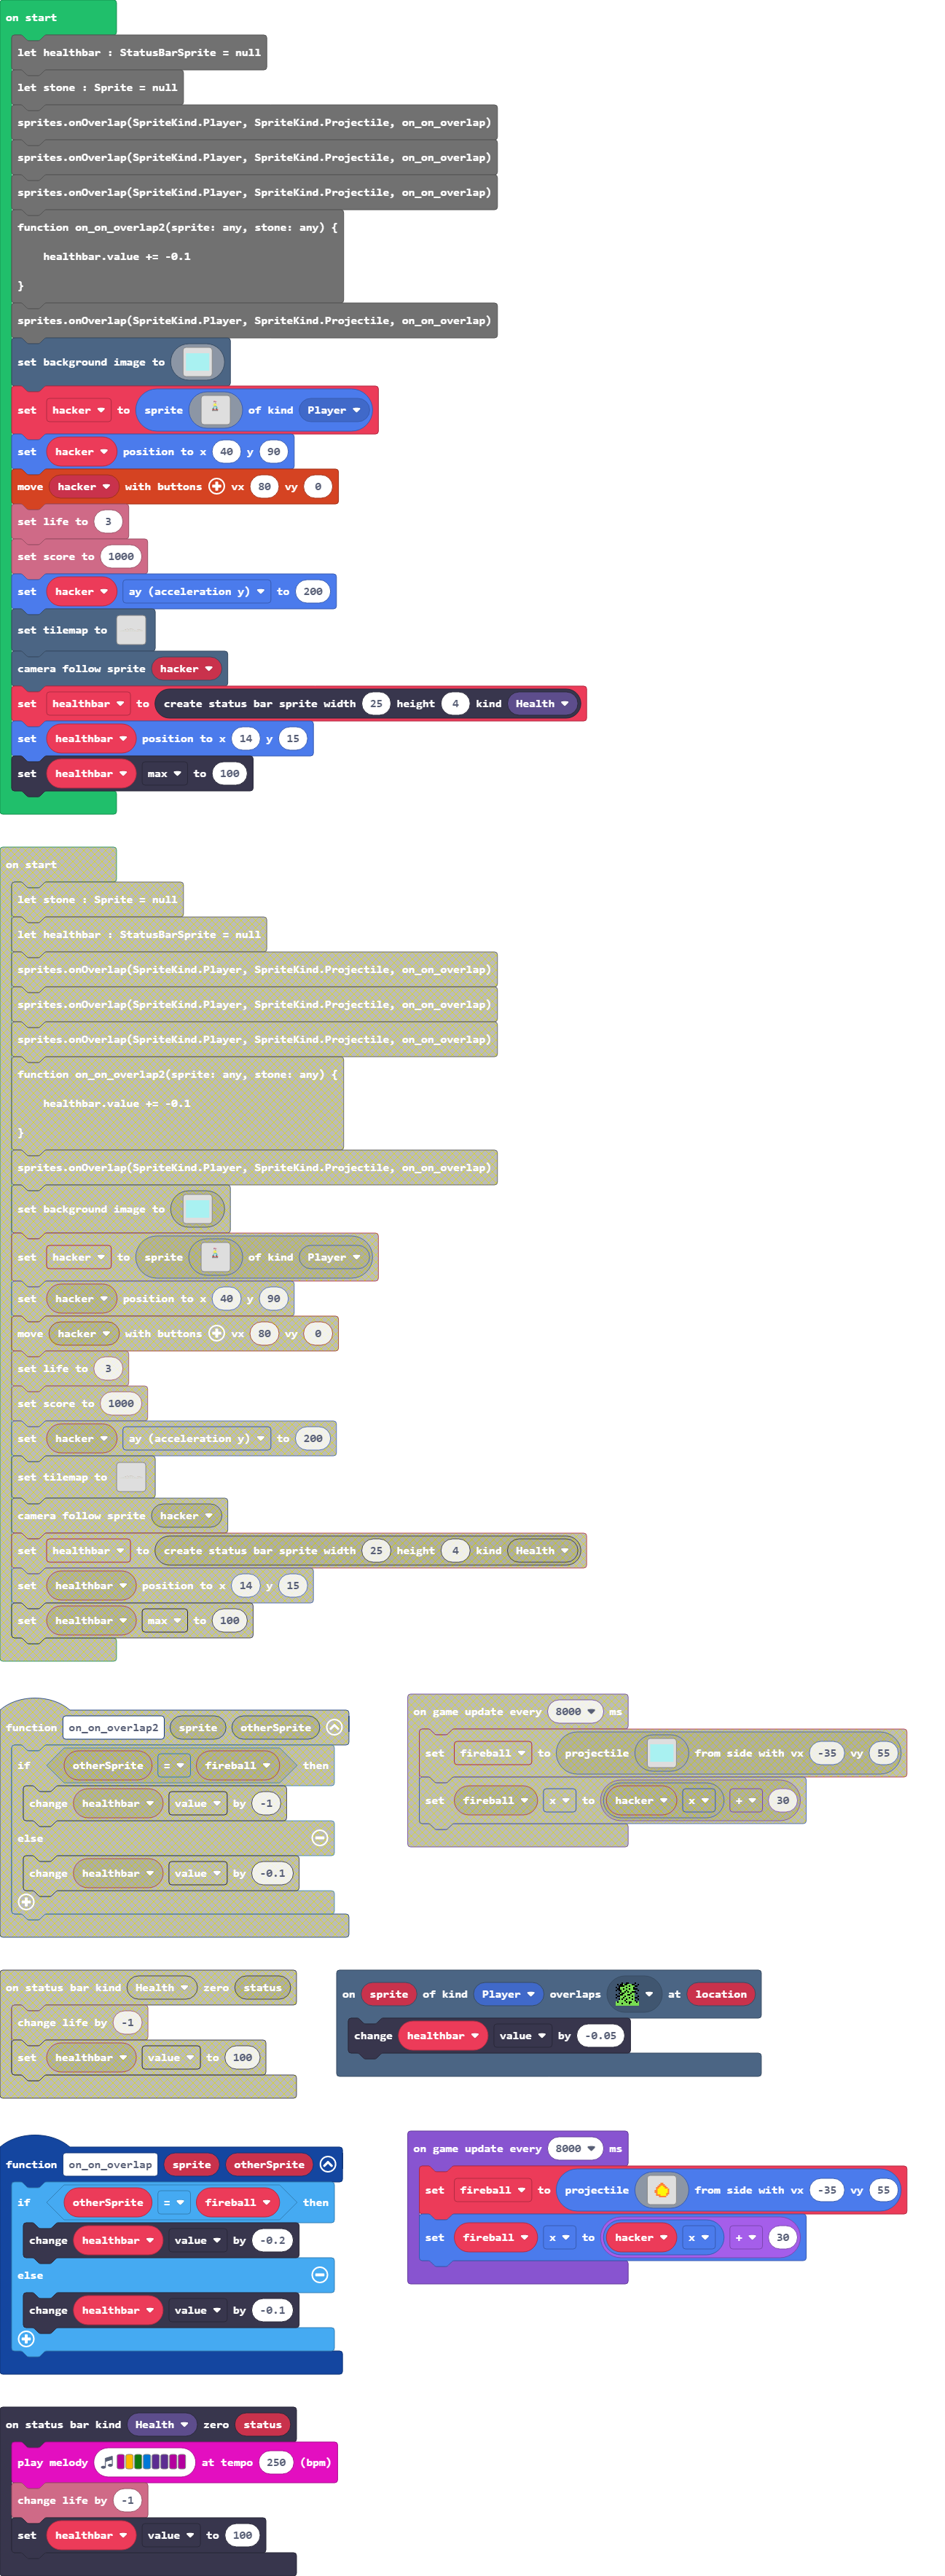 on start
let healthbar : StatusBarSprite = null
let stone : Sprite = null
sprites.onOverlap(SpriteKind.Player, SpriteKind.Projectile, on_on_overlap)
sprites.onOverlap(SpriteKind.Player, SpriteKind.Projectile, on_on_overlap)
sprites.onOverlap(SpriteKind.Player, SpriteKind.Projectile, on_on_overlap)
function on_on_overlap2(sprite: any, stone: any) {
healthbar.value += -0.1
}
sprites.onOverlap(SpriteKind.Player, SpriteKind.Projectile, on_on_overlap)
set background image to
set hacker to sprite of kind Player
set hacker position to x 40 y 90
move hacker with buttons vx 80 vy 0
set life to 3
set score to 1000
set hacker ay (acceleration y) to 200
set tilemap to
camera follow sprite hacker
set healthbar to create status bar sprite width 25 height 4 kind Health
set healthbar position to x 14 y 15
set healthbar max to 100
on start
let stone : Sprite = null
let healthbar : StatusBarSprite = null
sprites.onOverlap(SpriteKind.Player, SpriteKind.Projectile, on_on_overlap)
sprites.onOverlap(SpriteKind.Player, SpriteKind.Projectile, on_on_overlap)
sprites.onOverlap(SpriteKind.Player, SpriteKind.Projectile, on_on_overlap)
function on_on_overlap2(sprite: any, stone: any) {
healthbar.value += -0.1
}
sprites.onOverlap(SpriteKind.Player, SpriteKind.Projectile, on_on_overlap)
set background image to
set hacker to sprite of kind Player
set hacker position to x 40 y 90
move hacker with buttons vx 80 vy 0
set life to 3
set score to 1000
set hacker ay (acceleration y) to 200
set tilemap to
camera follow sprite hacker
set healthbar to create status bar sprite width 25 height 4 kind Health
set healthbar position to x 14 y 15
set healthbar max to 100
function on_on_overlap2 sprite otherSprite
if otherSprite = fireball then
change healthbar value by -1
else
change healthbar value by -0.1
on game update every 8000 ms
set fireball to projectile from side with vx -35 vy 55
set fireball x to hacker x + 30
on status bar kind Health zero status
change life by -1
set healthbar value to 100
on sprite of kind Player overlaps at location
change healthbar value by -0.05
function on_on_overlap sprite otherSprite
if otherSprite = fireball then
change healthbar value by -0.2
else
change healthbar value by -0.1
on game update every 8000 ms
set fireball to projectile from side with vx -35 vy 55
set fireball x to hacker x + 30
on status bar kind Health zero status
play melody at tempo 250 (bpm)
change life by -1
set healthbar value to 100